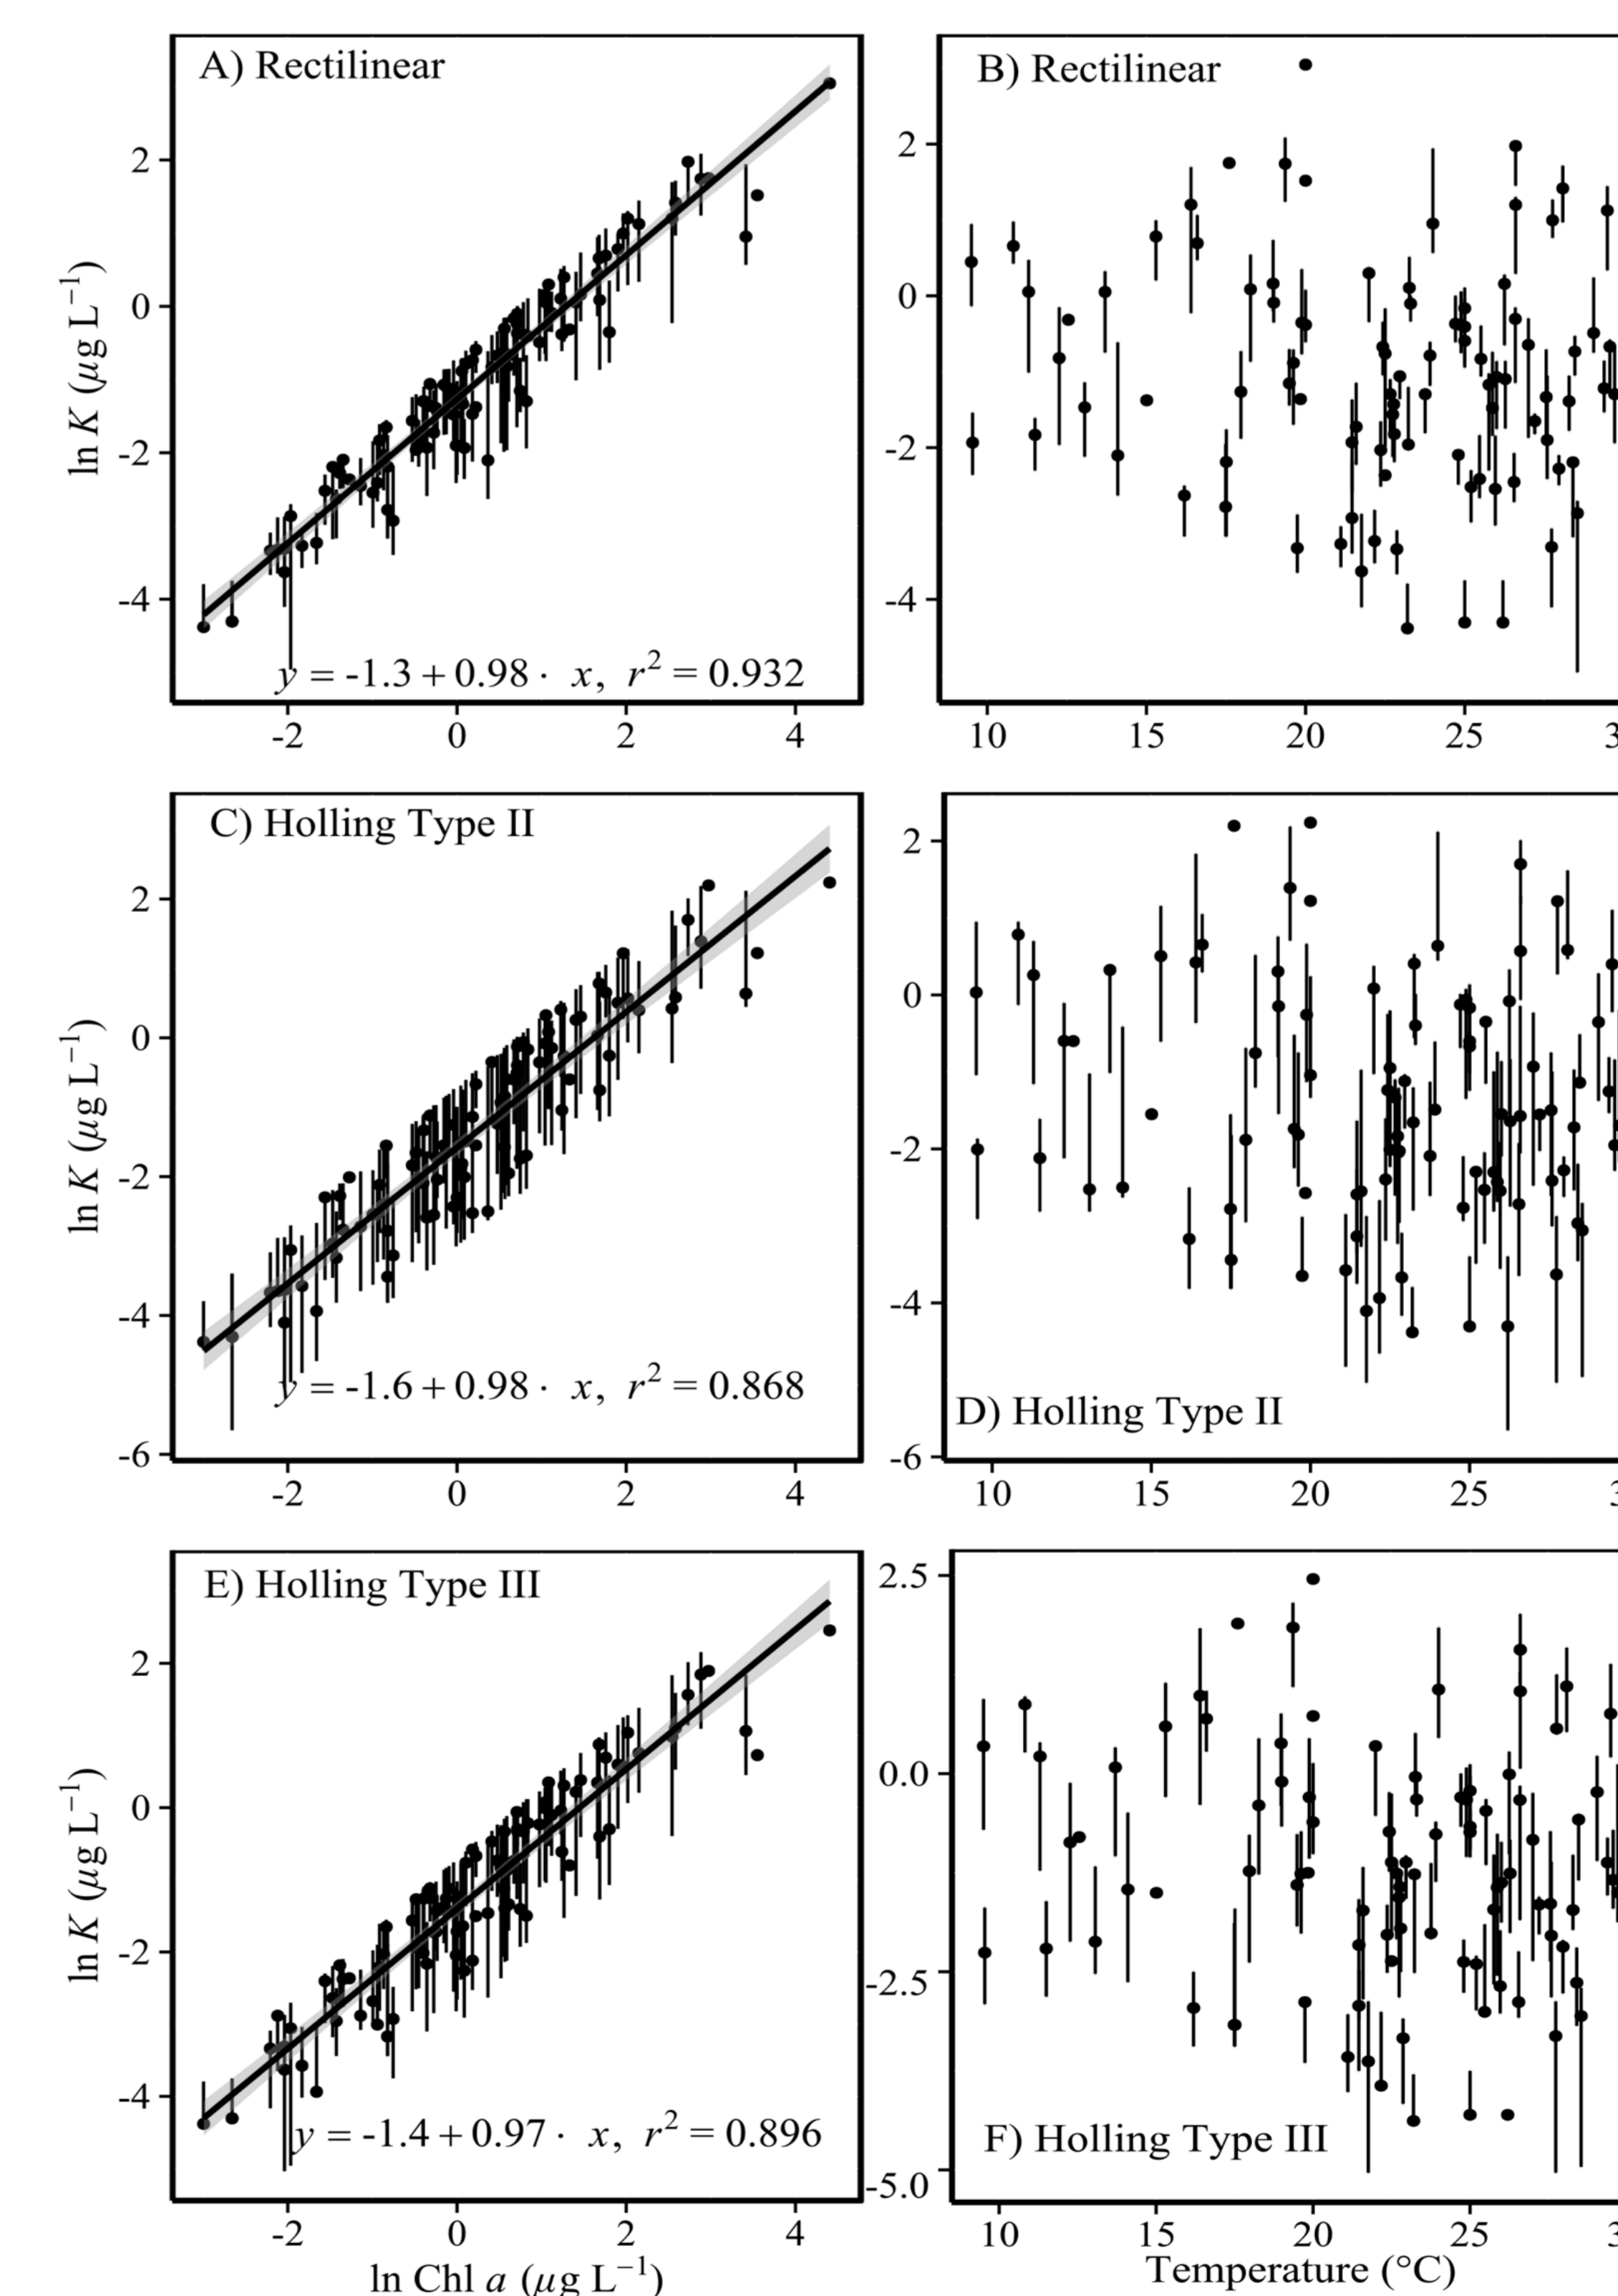 A) Rectilinear
ln K (µg L⁻¹)
2
0
-2
-4
y = -1.3 + 0.98 · x, r² = 0.932
-2 0 2 4
B) Rectilinear
2
0
-2
-4
10 15 20 25 3
C) Holling Type II
ln K (µg L⁻¹)
2
0
-2
-4
-6
y = -1.6 + 0.98 · x, r² = 0.868
-2 0 2 4
2
0
-2
-4
-6
D) Holling Type II
10 15 20 25 3
E) Holling Type III
ln K (µg L⁻¹)
2
0
-2
-4
y = -1.4 + 0.97 · x, r² = 0.896
-2 0 2 4
ln Chl a (µg L⁻¹)
2.5
0.0
-2.5
-5.0
F) Holling Type III
10 15 20 25 3
Temperature (°C)